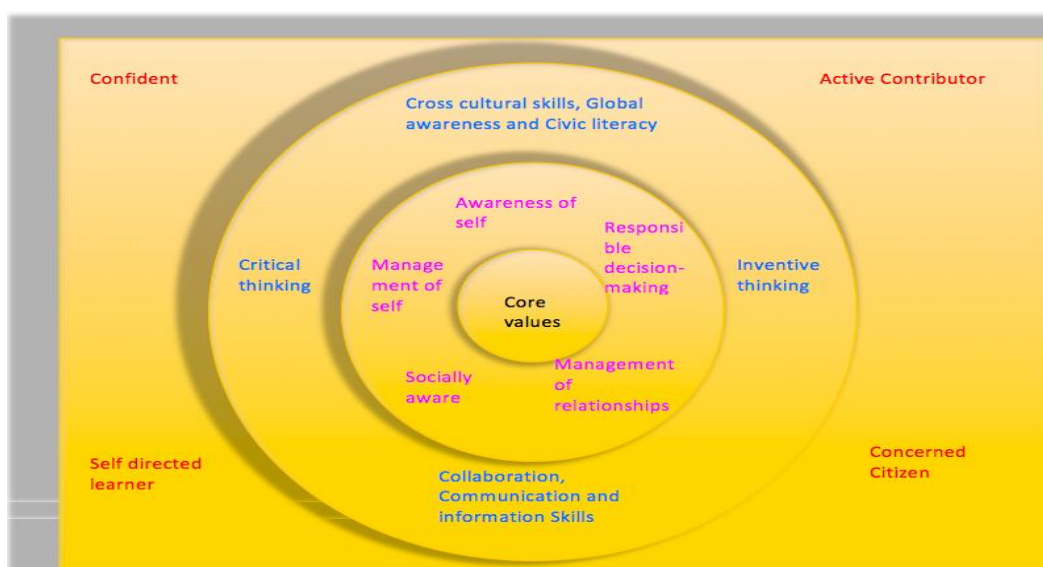 Confident
Active Contributor
Cross cultural skills, Global
awareness and Civic literacy
Awareness of
self
Responsi
ble
decision-
making
Critical
thinking
Manage
ment of
self
Inventive
thinking
Core
values
Socially
aware
Management
of
relationships
Self directed
learner
Collaboration,
Communication and
information Skills
Concerned
Citizen